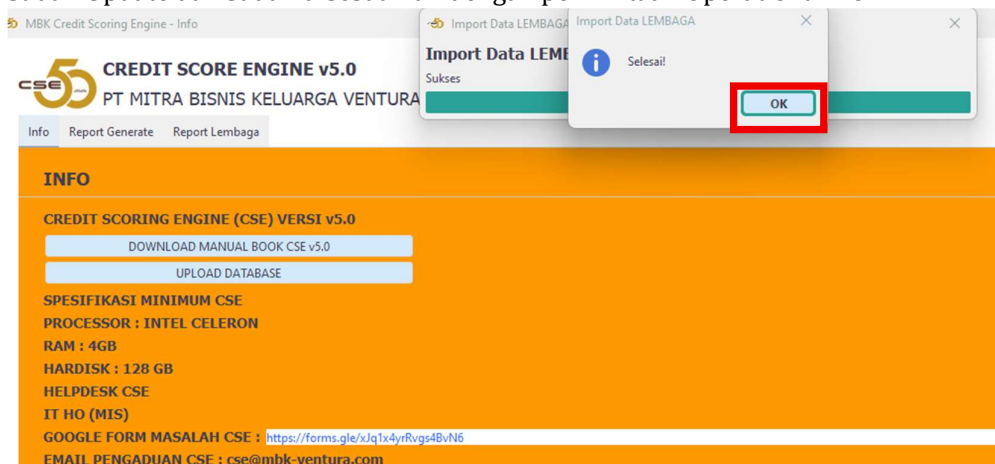 MBK Credit Scoring Engine - Info
CSE 50
CREDIT SCORE ENGINE v5.0
PT MITRA BISNIS KELUARGA VENTURA
Import Data LEMBAGA
Import Data LEMB
Sukses
Import Data LEMBAGA
Selesai!
OK
Info Report Generate Report Lembaga
INFO
CREDIT SCORING ENGINE (CSE) VERSI v5.0
DOWNLOAD MANUAL BOOK CSE v5.0
UPLOAD DATABASE
SPESIFIKASI MINIMUM CSE
PROCESSOR : INTEL CELERON
RAM : 4GB
HARDISK : 128 GB
HELPDESK CSE
IT HO (MIS)
GOOGLE FORM MASALAH CSE : https://forms.gle/xJq1x4yrRvgs4BvN6
EMAIL PENGADUAN CSE : cse@mbk-ventura.com